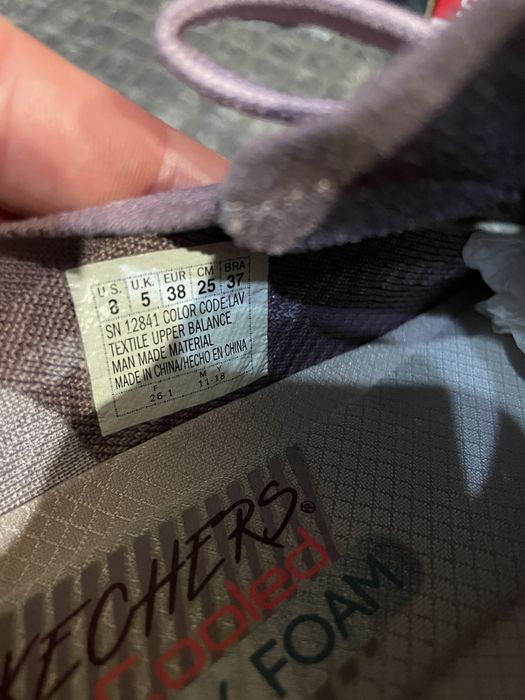 U.S. U.K. EUR CM BRA
8 5 38 25 37
SN 12841 COLOR CODE:LAV
TEXTILE UPPER BALANCE
MAN MADE MATERIAL
MADE IN CHINA/HECHO EN CHINA
F M Y
26-1 11-18
SKECHERS®
Cooled
FOAM